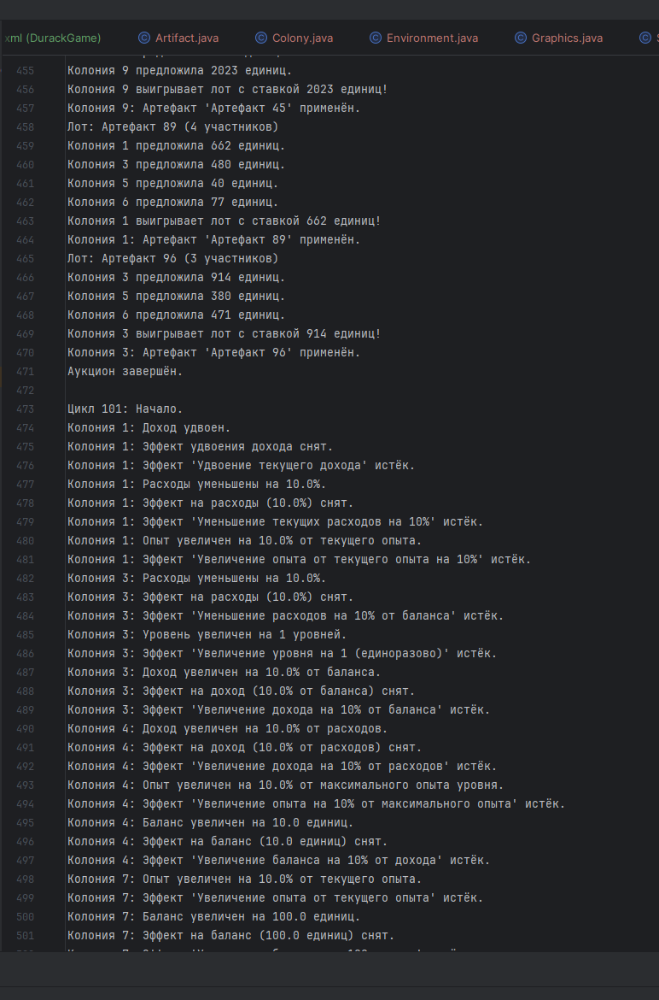 xml (DurackGame) Artifact.java Colony.java Environment.java Graphics.java
455 Колония 9 предложила 2023 единиц.
456 Колония 9 выигрывает лот с ставкой 2023 единиц!
457 Колония 9: Артефакт 'Артефакт 45' применён.
458 Лот: Артефакт 89 (4 участников)
459 Колония 1 предложила 662 единиц.
460 Колония 3 предложила 480 единиц.
461 Колония 5 предложила 40 единиц.
462 Колония 6 предложила 77 единиц.
463 Колония 1 выигрывает лот с ставкой 662 единиц!
464 Колония 1: Артефакт 'Артефакт 89' применён.
465 Лот: Артефакт 96 (3 участников)
466 Колония 3 предложила 914 единиц.
467 Колония 5 предложила 380 единиц.
468 Колония 6 предложила 471 единиц.
469 Колония 3 выигрывает лот с ставкой 914 единиц!
470 Колония 3: Артефакт 'Артефакт 96' применён.
471 Аукцион завершён.
472
473 Цикл 101: Начало.
474 Колония 1: Доход удвоен.
475 Колония 1: Эффект удвоения дохода снят.
476 Колония 1: Эффект 'Удвоение текущего дохода' истёк.
477 Колония 1: Расходы уменьшены на 10.0%.
478 Колония 1: Эффект на расходы (10.0%) снят.
479 Колония 1: Эффект 'Уменьшение текущих расходов на 10%' истёк.
480 Колония 1: Опыт увеличен на 10.0% от текущего опыта.
481 Колония 1: Эффект 'Увеличение опыта от текущего опыта на 10%' истёк.
482 Колония 3: Расходы уменьшены на 10.0%.
483 Колония 3: Эффект на расходы (10.0%) снят.
484 Колония 3: Эффект 'Уменьшение расходов на 10% от баланса' истёк.
485 Колония 3: Уровень увеличен на 1 уровней.
486 Колония 3: Эффект 'Увеличение уровня на 1 (единоразово)' истёк.
487 Колония 3: Доход увеличен на 10.0% от баланса.
488 Колония 3: Эффект на доход (10.0% от баланса) снят.
489 Колония 3: Эффект 'Увеличение дохода на 10% от баланса' истёк.
490 Колония 4: Доход увеличен на 10.0% от расходов.
491 Колония 4: Эффект на доход (10.0% от расходов) снят.
492 Колония 4: Эффект 'Увеличение дохода на 10% от расходов' истёк.
493 Колония 4: Опыт увеличен на 10.0% от максимального опыта уровня.
494 Колония 4: Эффект 'Увеличение опыта на 10% от максимального опыта' истёк.
495 Колония 4: Баланс увеличен на 10.0 единиц.
496 Колония 4: Эффект на баланс (10.0 единиц) снят.
497 Колония 4: Эффект 'Увеличение баланса на 10% от дохода' истёк.
498 Колония 7: Опыт увеличен на 10.0% от текущего опыта.
499 Колония 7: Эффект 'Увеличение опыта от текущего опыта' истёк.
500 Колония 7: Баланс увеличен на 100.0 единиц.
501 Колония 7: Эффект на баланс (100.0 единиц) снят.